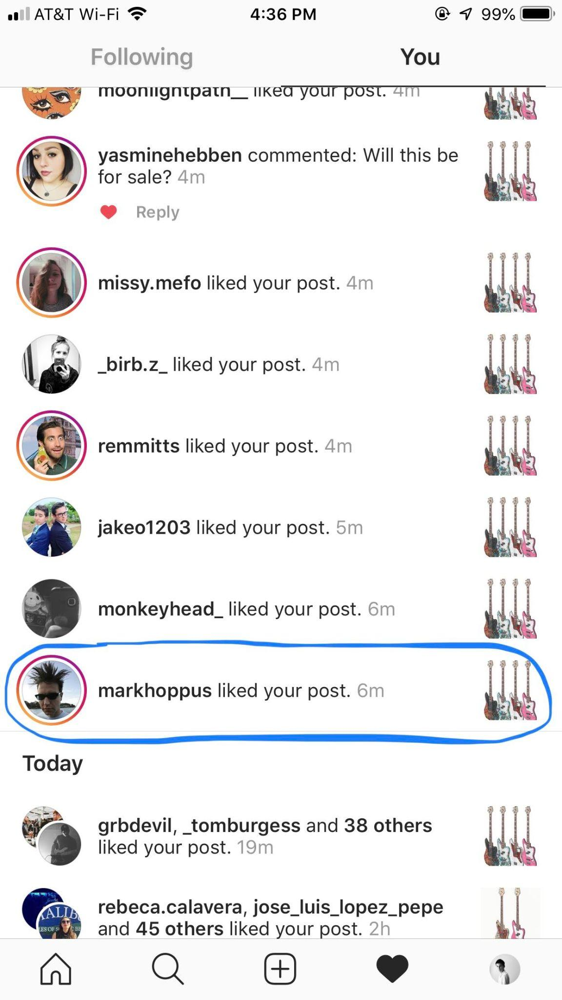 AT&T Wi-Fi 4:36 PM 99%
Following You
moonlightpath__ liked your post. 4m
yasminehebben commented: Will this be
for sale? 4m
Reply
missy.mefo liked your post. 4m
_birb.z_ liked your post. 4m
remmitts liked your post. 4m
jakeo1203 liked your post. 5m
monkeyhead_ liked your post. 6m
markhoppus liked your post. 6m
Today
grbdevil, _tomburgess and 38 others
liked your post. 19m
rebeca.calavera, jose_luis_lopez_pepe
and 45 others liked your post. 2h